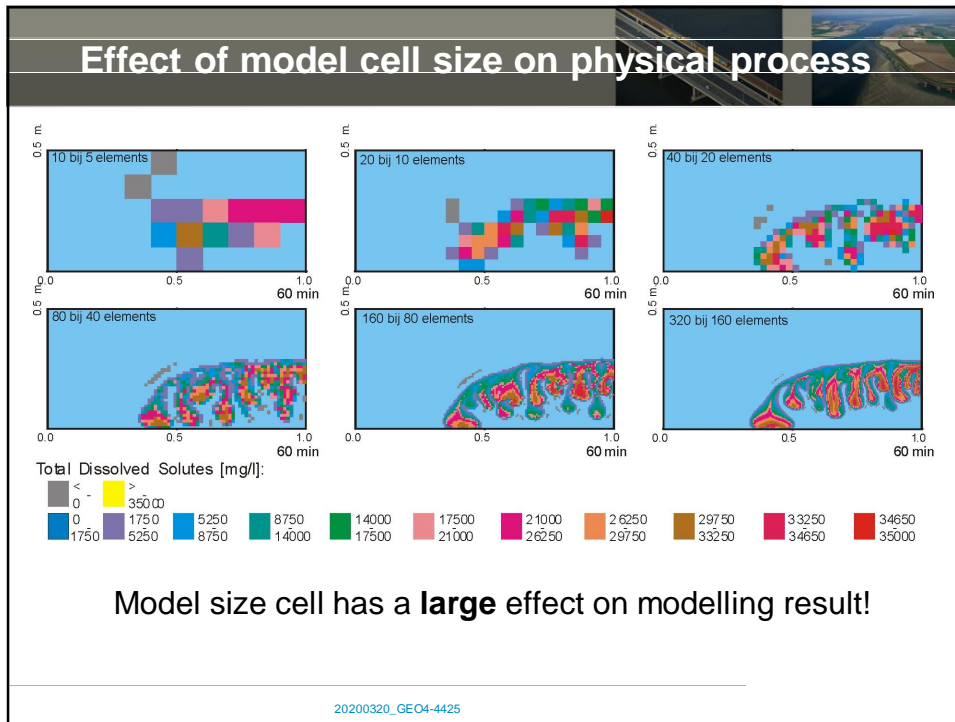 Effect of model cell size on physical process
0.5 m.
10 bij 5 elements
0.0
0.5
1.0
60 min
20 bij 10 elements
0.0
0.5
1.0
60 min
0.5 m.
40 bij 20 elements
0.0
0.5
1.0
60 min
0.5 m.
80 bij 40 elements
0.0
0.5
1.0
60 min
0.5 m.
160 bij 80 elements
0.0
0.5
1.0
60 min
0.5 m.
320 bij 160 elements
0.0
0.5
1.0
60 min
Total Dissolved Solutes [mg/l]:
< 0 -
> - 35000
0 - 1750
1750 - 5250
5250 - 8750
8750 - 14000
14000 - 17500
17500 - 21000
21000 - 26250
26250 - 29750
29750 - 33250
33250 - 34650
34650 - 35000
Model size cell has a large effect on modelling result!
20200320_GEO4-4425